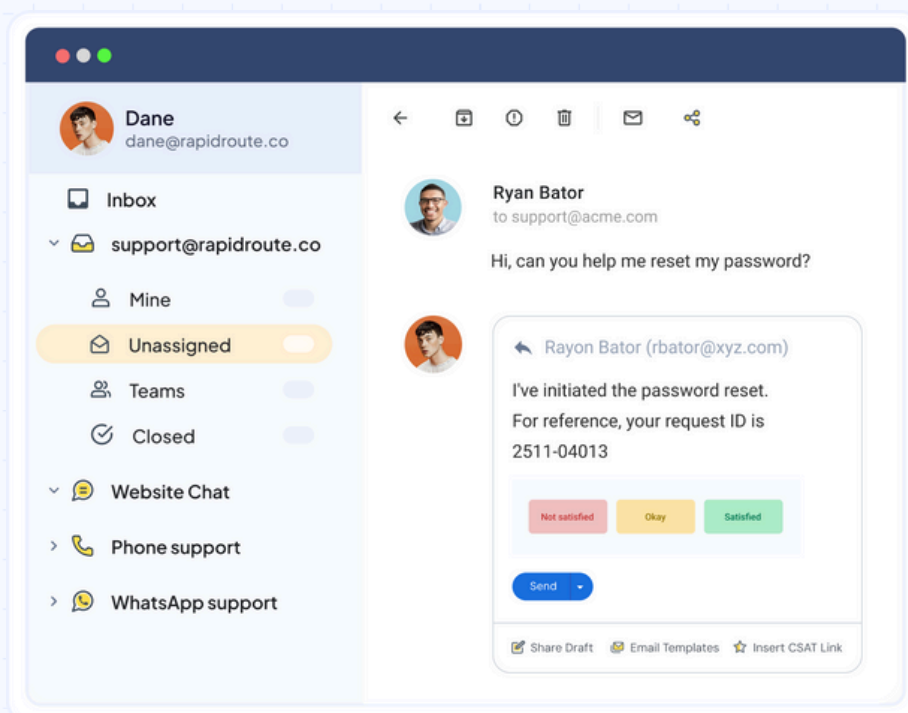 Dane
dane@rapidroute.co
Inbox
support@rapidroute.co
Mine
Unassigned
Teams
Closed
Website Chat
Phone support
WhatsApp support
Ryan Bator
to support@acme.com
Hi, can you help me reset my password?
Rayon Bator (rbator@xyz.com)
I've initiated the password reset.
For reference, your request ID is
2511-04013
Not satisfied Okay Satisfied
Send
Share Draft Email Templates Insert CSAT Link